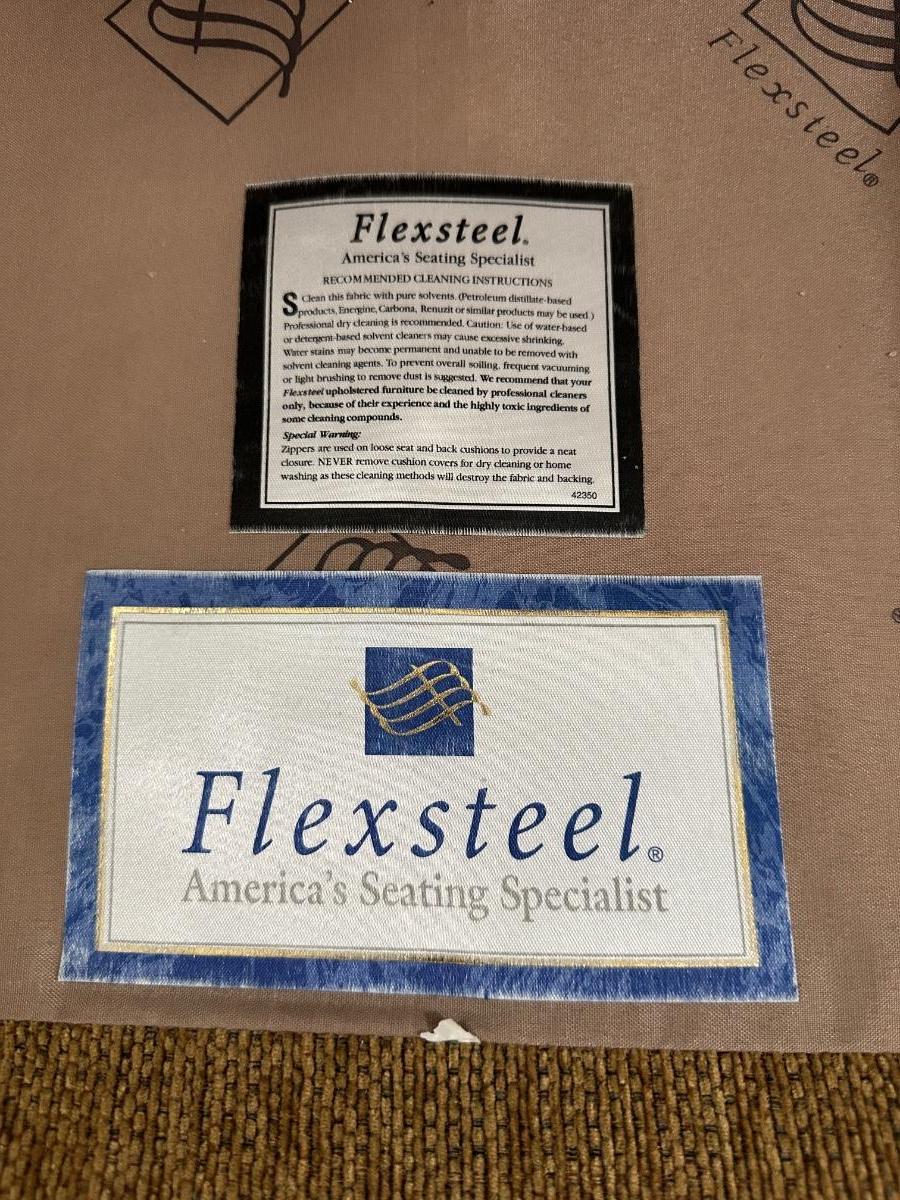 Flexsteel®
Flexsteel®
America's Seating Specialist
RECOMMENDED CLEANING INSTRUCTIONS
S Clean this fabric with pure solvents. (Petroleum distillate-based
products, Energine, Carbona, Renuzit or similar products may be used.)
Professional dry cleaning is recommended. Caution: Use of water-based
or detergent-based solvent cleaners may cause excessive shrinking.
Water stains may become permanent and unable to be removed with
solvent cleaning agents. To prevent overall soiling, frequent vacuuming
or light brushing to remove dust is suggested. We recommend that your
Flexsteel upholstered furniture be cleaned by professional cleaners
only, because of their experience and the highly toxic ingredients of
some cleaning compounds.
Special Warning:
Zippers are used on loose seat and back cushions to provide a neat
closure. NEVER remove cushion covers for dry cleaning or home
washing as these cleaning methods will destroy the fabric and backing.
42350
Flexsteel®
America's Seating Specialist